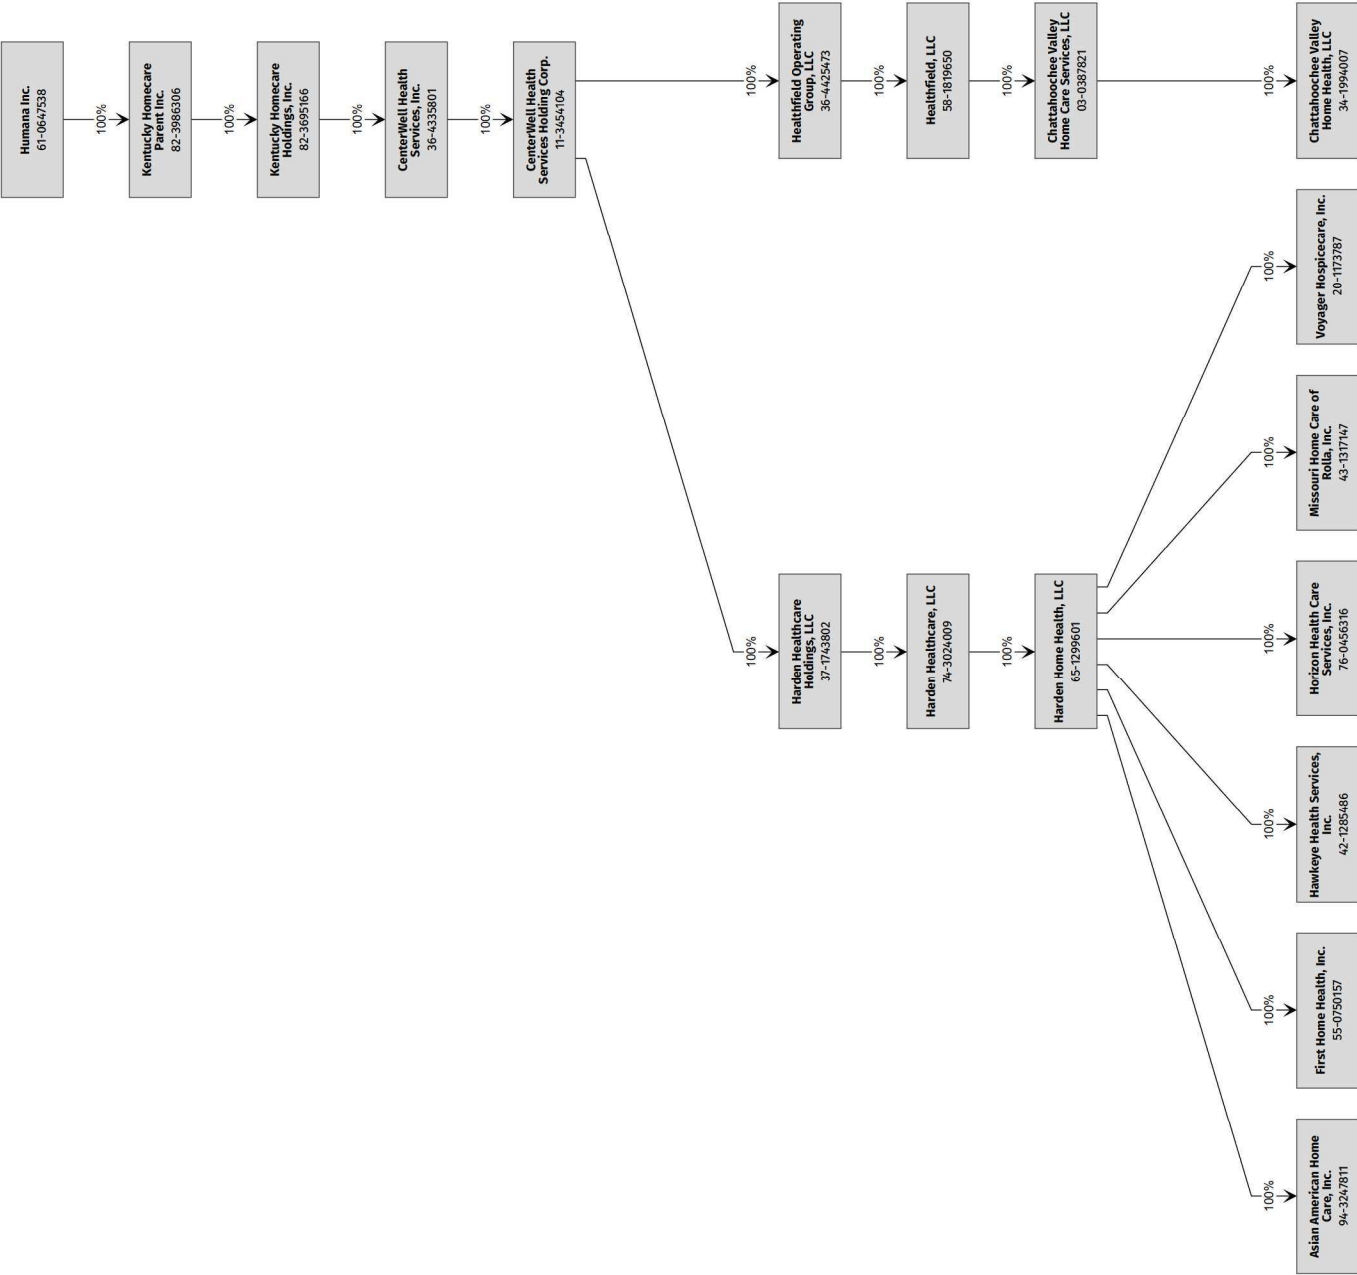 Humana Inc.
61-0647538
100%
Kentucky Homecare
Parent Inc.
82-3986306
100%
Kentucky Homecare
Holdings, Inc.
82-3695166
100%
CenterWell Health
Services, Inc.
36-4335801
100%
CenterWell Health
Services Holding Corp.
11-3454104
100%
100%
Harden Healthcare
Holdings, LLC
37-1743802
Healthfield Operating
Group, LLC
36-4425473
100%
100%
Harden Healthcare, LLC
74-3024009
Healthfield, LLC
58-1819650
100%
100%
Harden Home Health, LLC
65-1299601
Chattahoochee Valley
Home Care Services, LLC
03-0387821
100%
100%
100%
100%
100%
100%
100%
Asian American Home
Care, Inc.
94-3247811
First Home Health, Inc.
55-0750157
Hawkeye Health Services,
Inc.
42-1285486
Horizon Health Care
Services, Inc.
76-0456316
Missouri Home Care of
Rolla, Inc.
43-1317147
Voyager Hospicecare, Inc.
20-1173787
Chattahoochee Valley
Home Health, LLC
34-1994007